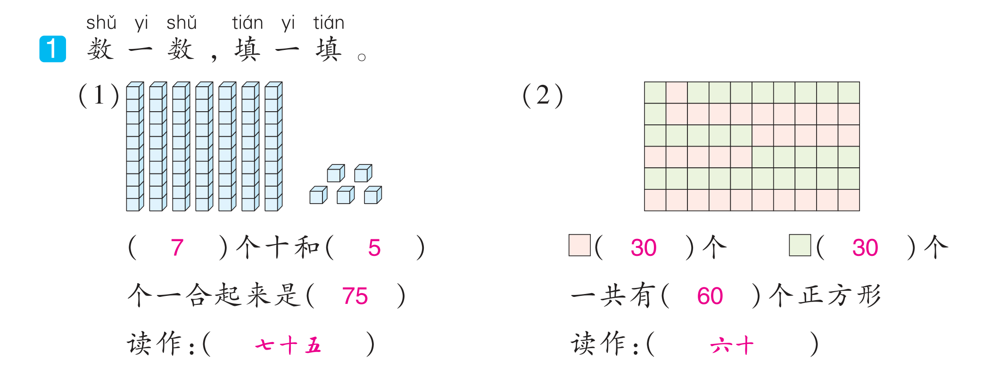 shǔ yi shǔ tián yi tián
1 数一数，填一填。
(1) (2)
( 7 )个十和( 5 ) ( 30 )个 ( 30 )个
个一合起来是( 75 ) 一共有( 60 )个正方形
读作：( 七十五 ) 读作：( 六十 )